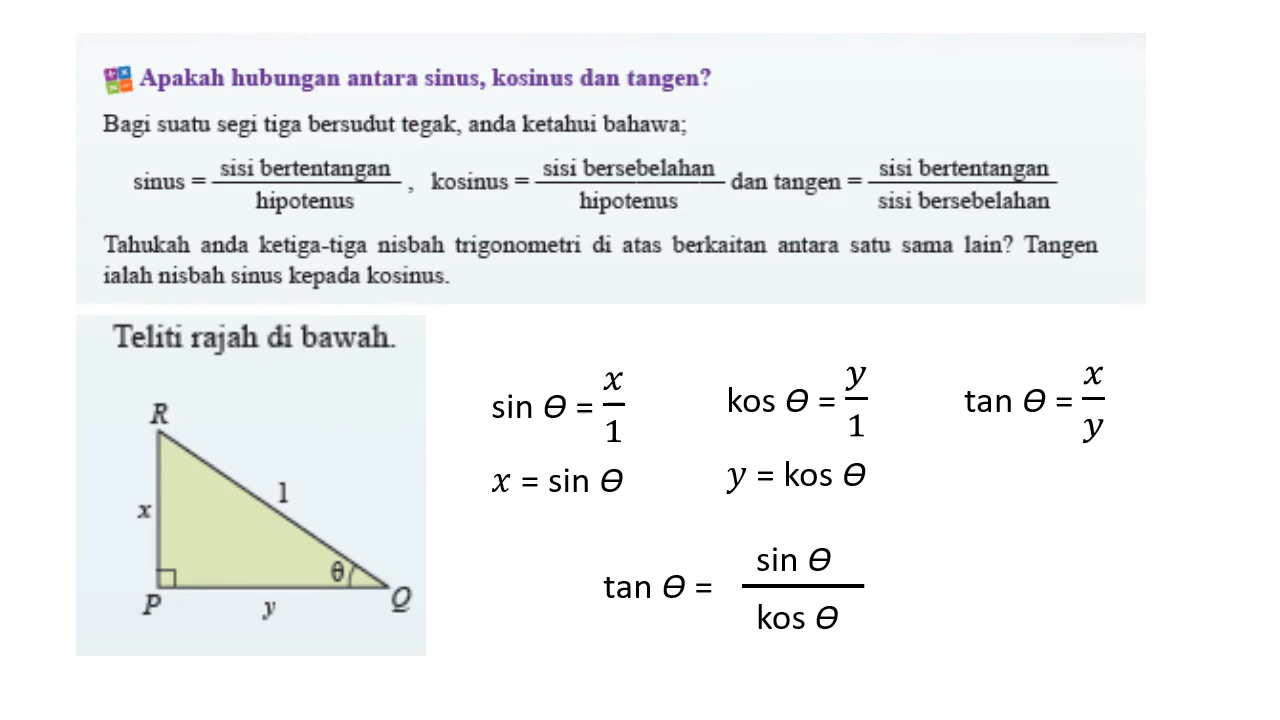 Apakah hubungan antara sinus, kosinus dan tangen?
Bagi suatu segi tiga bersudut tegak, anda ketahui bahawa;
sinus = sisi bertentangan / hipotenus , kosinus = sisi bersebelahan / hipotenus dan tangen = sisi bertentangan / sisi bersebelahan
Tahukah anda ketiga-tiga nisbah trigonometri di atas berkaitan antara satu sama lain? Tangen
ialah nisbah sinus kepada kosinus.
Teliti rajah di bawah.
R
x
1
θ
P
y
Q
sin Ө = x / 1
kos Ө = y / 1
tan Ө = x / y
x = sin Ө
y = kos Ө
tan Ө = sin Ө / kos Ө